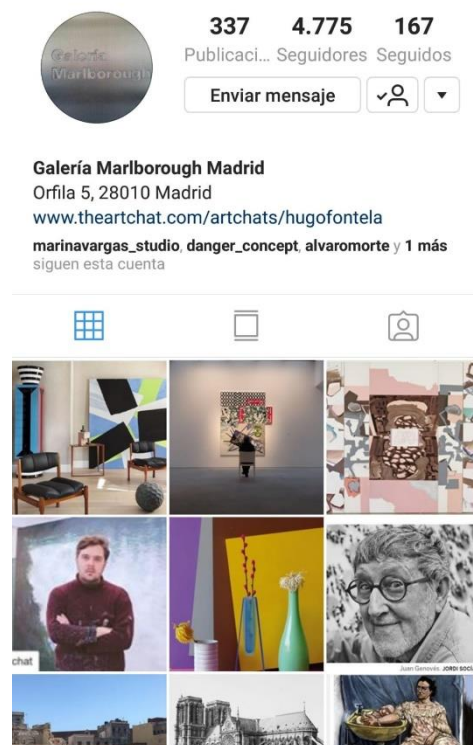 Galería
Marlborough
337 4.775 167
Publicaci... Seguidores Seguidos
Enviar mensaje
Galería Marlborough Madrid
Orfila 5, 28010 Madrid
www.theartchat.com/artchats/hugofontela
marinavargas_studio, danger_concept, alvaromorte y 1 más
siguen esta cuenta
chat
Juan Genovés. JORDI SOCÍ